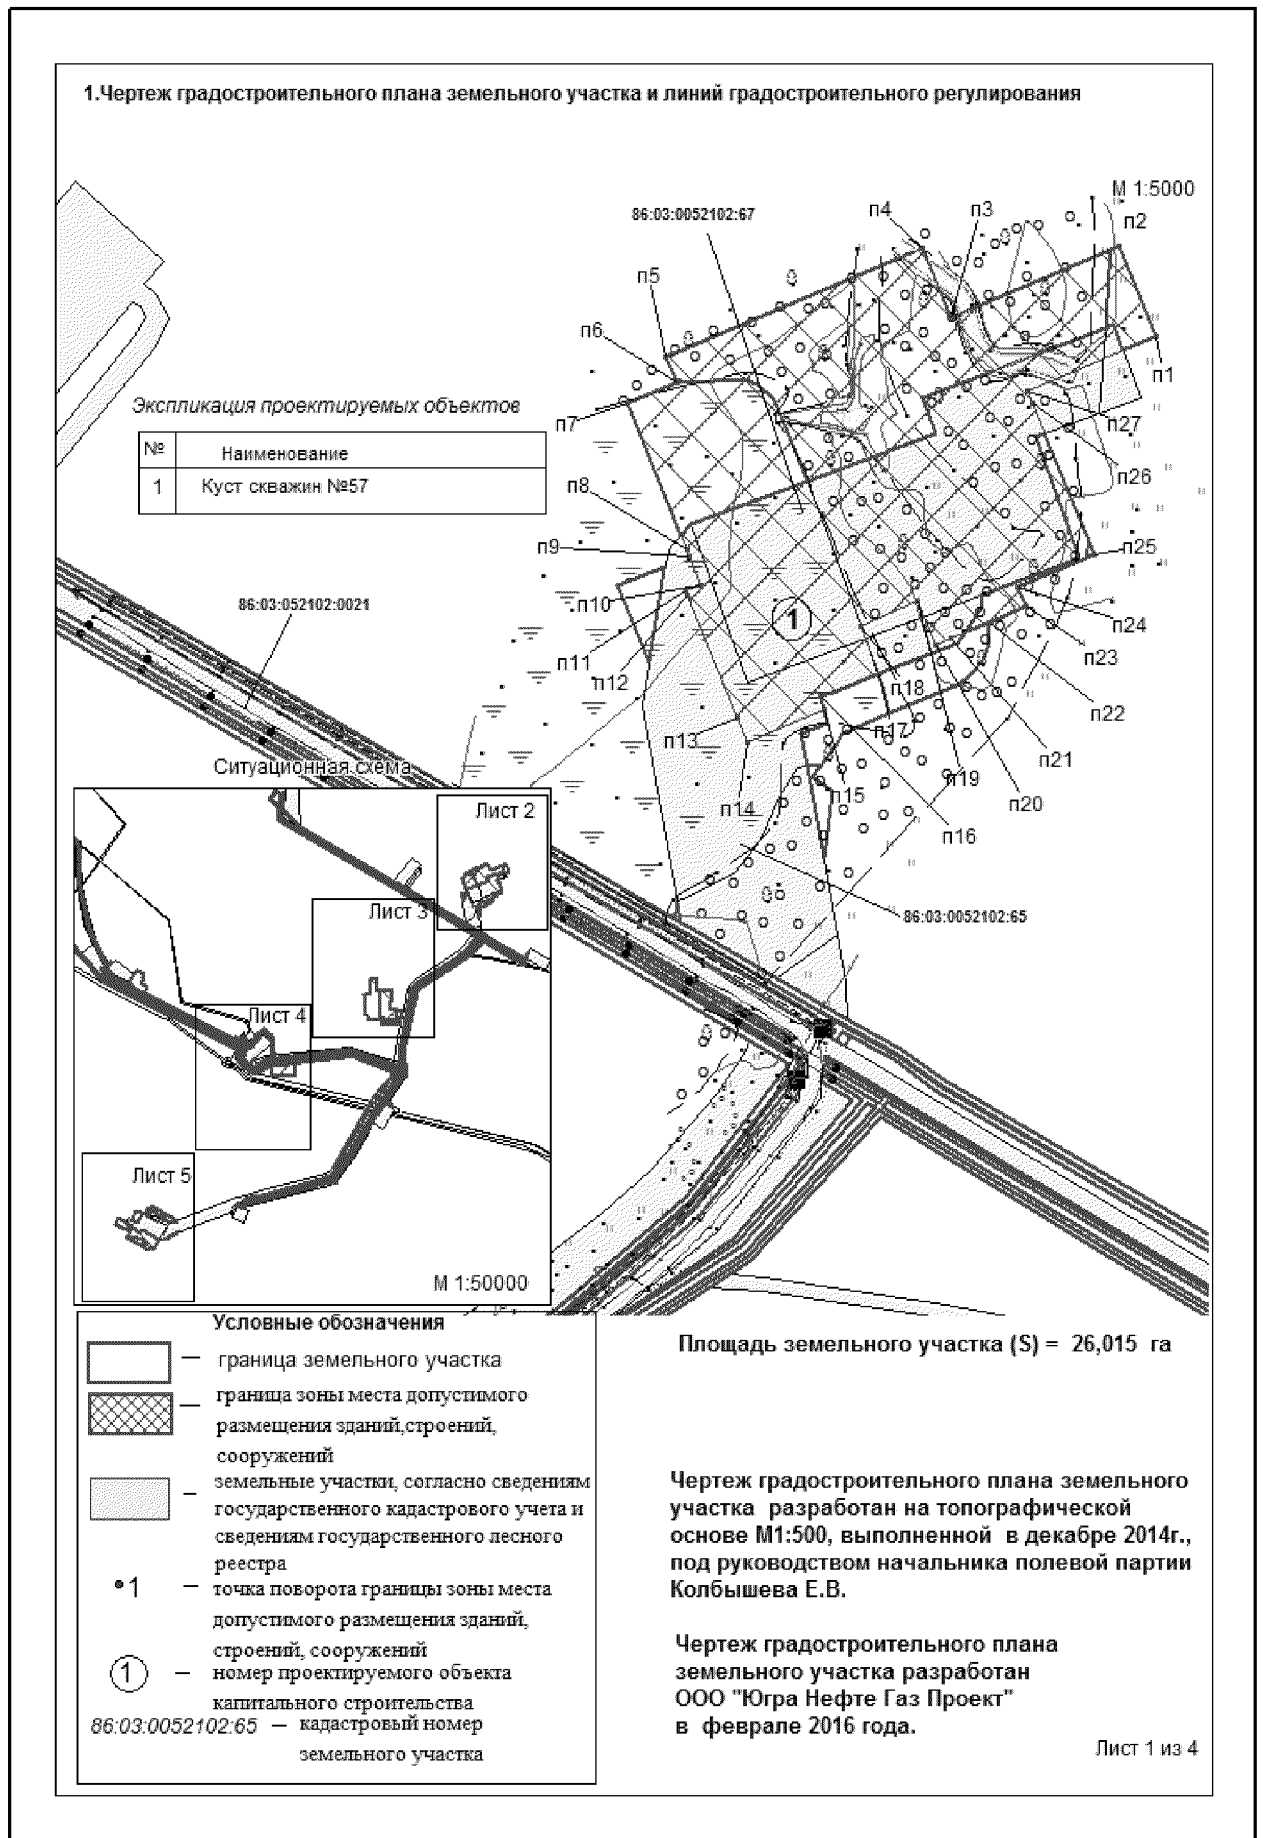 1.Чертеж градостроительного плана земельного участка и линий градостроительного регулирования
М 1:5000
86:03:0052102:67
п4
п3
п2
п5
п6
п1
п7
п27
п26
п8
п9
п25
п10
п24
п11
п23
п12
п18
п22
п13
п17
п21
п19
п14
п15
п20
п16
Экспликация проектируемых объектов
№ Наименование
1 Куст скважин №57
86:03:052102:0021
1
86:03:0052102:65
Ситуационная схема
Лист 2
Лист 3
Лист 4
Лист 5
М 1:50000
Условные обозначения
– граница земельного участка
– граница зоны места допустимого
размещения зданий,строений,
сооружений
– земельные участки, согласно сведениям
государственного кадастрового учета и
сведениям государственного лесного
реестра
•1 – точка поворота границы зоны места
допустимого размещения зданий,
строений, сооружений
1 – номер проектируемого объекта
капитального строительства
86:03:0052102:65 – кадастровый номер
земельного участка
Площадь земельного участка (S) = 26,015 га
Чертеж градостроительного плана земельного
участка разработан на топографической
основе М1:500, выполненной в декабре 2014г.,
под руководством начальника полевой партии
Колбышева Е.В.
Чертеж градостроительного плана
земельного участка разработан
ООО "Югра Нефте Газ Проект"
в феврале 2016 года.
Лист 1 из 4